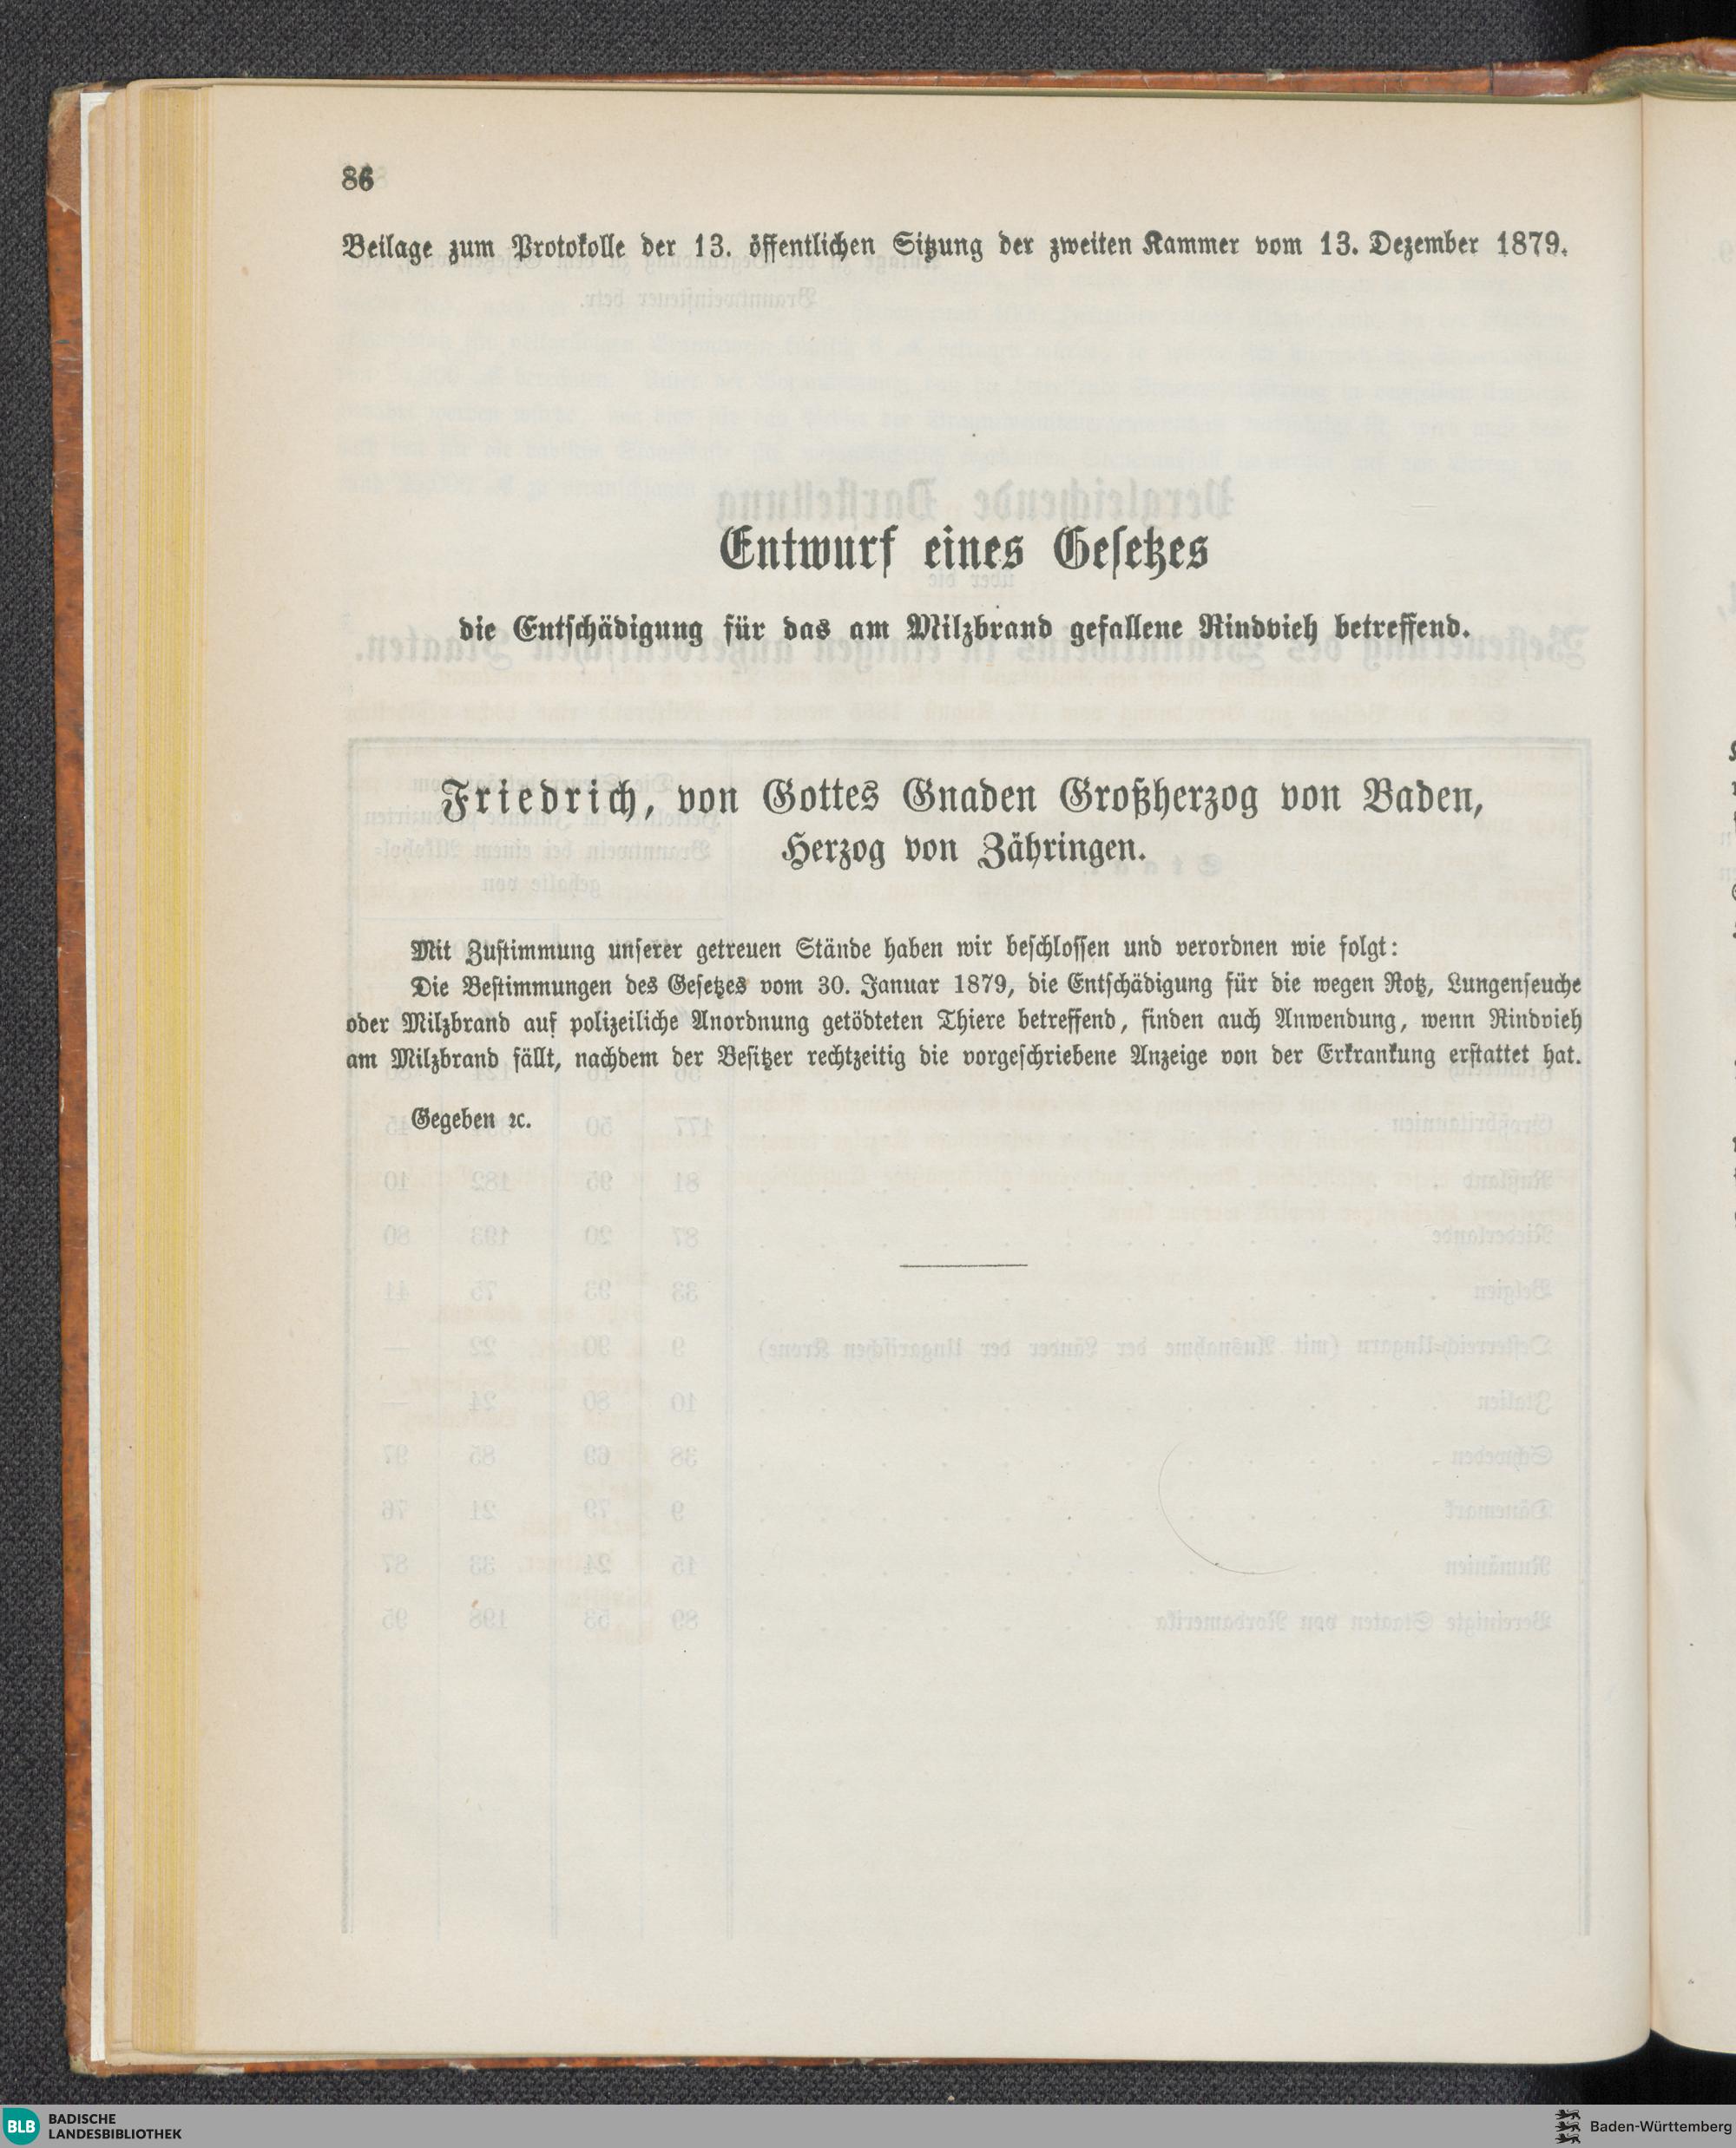 86
Beilage zum Protokolle der 13. öffentlichen Sitzung der zweiten Kammer vom 13. Dezember 1879.
Entwurf eines Gesetzes
die Entschädigung für das am Milzbrand gefallene Rindvieh betreffend.
Friedrich, von Gottes Gnaden Großherzog von Baden,
Herzog von Zähringen.
Mit Zustimmung unserer getreuen Stände haben wir beschlossen und verordnen wie folgt:
Die Bestimmungen des Gesetzes vom 30. Januar 1879, die Entschädigung für die wegen Rotz, Lungenseuche
oder Milzbrand auf polizeiliche Anordnung getödteten Thiere betreffend, finden auch Anwendung, wenn Rindvieh
am Milzbrand fällt, nachdem der Besitzer rechtzeitig die vorgeschriebene Anzeige von der Erkrankung erstattet hat.
Gegeben ꝛc.
BLB
BADISCHE
LANDESBIBLIOTHEK
Baden-Württemberg